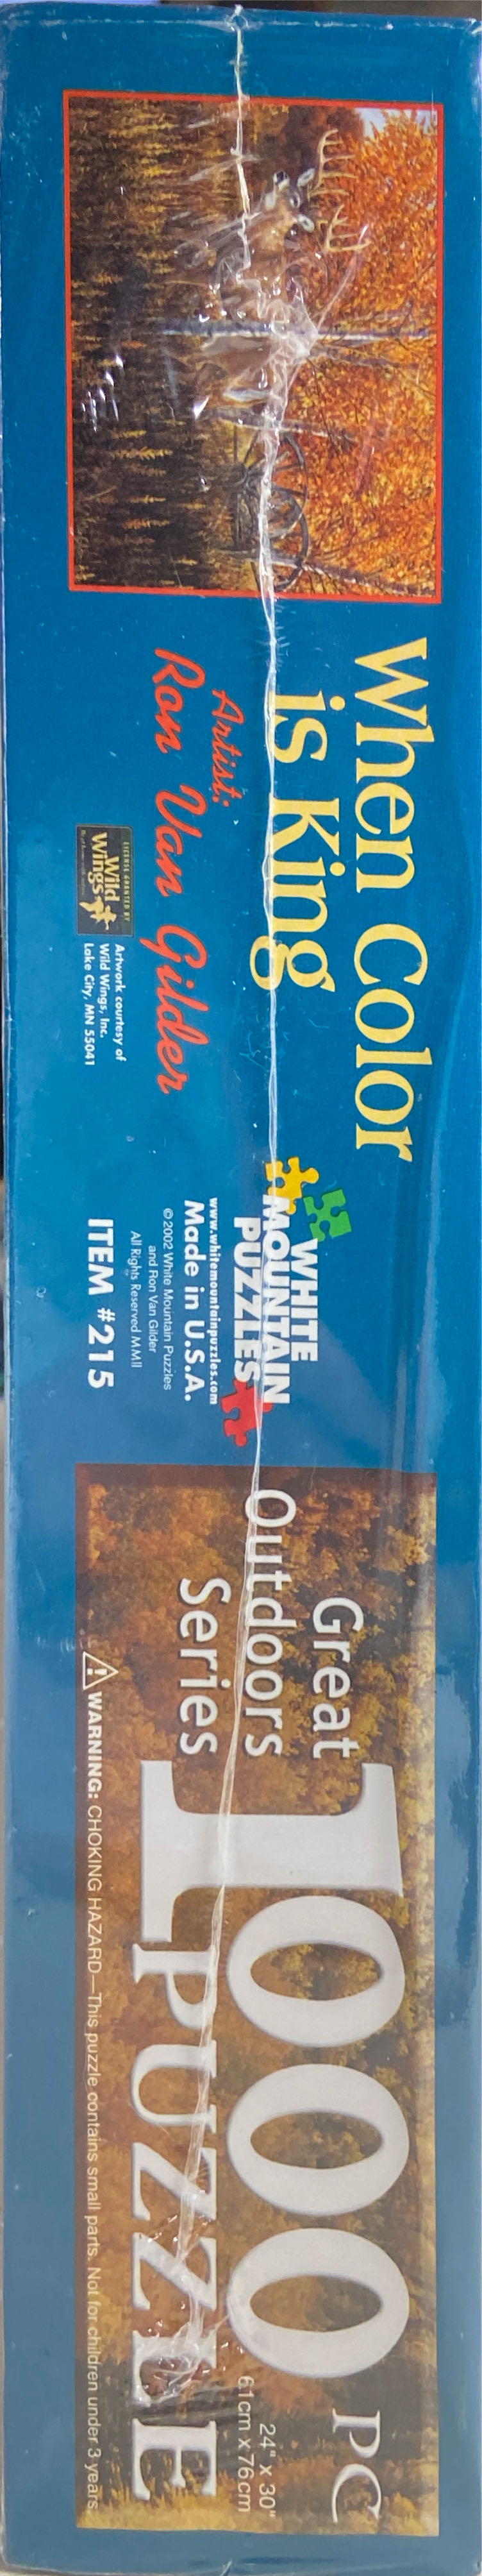 When Color
is King
Artist:
Ron Van Gilder
LICENSE GRANTED BY
Wild
Wings
Artwork courtesy of
Wild Wings, Inc.
Lake City, MN 55041
WHITE
MOUNTAIN
PUZZLES
www.whitemountainpuzzles.com
Made in U.S.A.
© 2002 White Mountain Puzzles
and Ron Van Gilder
All Rights Reserved MMII
ITEM #215
Great
Outdoors
Series
1000 PC
PUZZLE
24" x 30"
61cm x 76cm
WARNING: CHOKING HAZARD—This puzzle contains small parts. Not for children under 3 years.